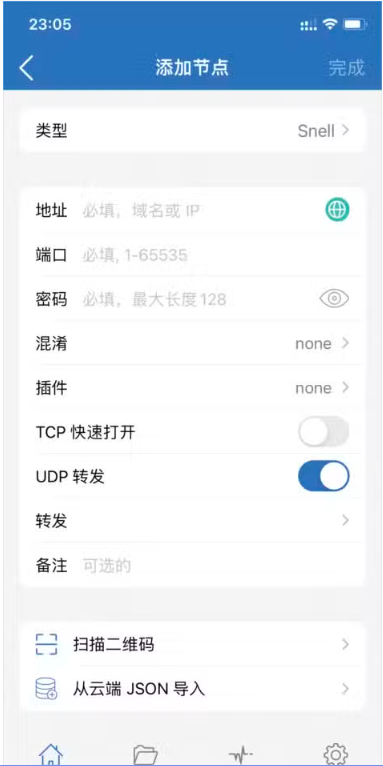 23:05
添加节点
完成
类型 Snell
地址 必填，域名或 IP
端口 必填, 1-65535
密码 必填，最大长度128
混淆 none
插件 none
TCP 快速打开
UDP 转发
转发
备注 可选的
扫描二维码
从云端 JSON 导入